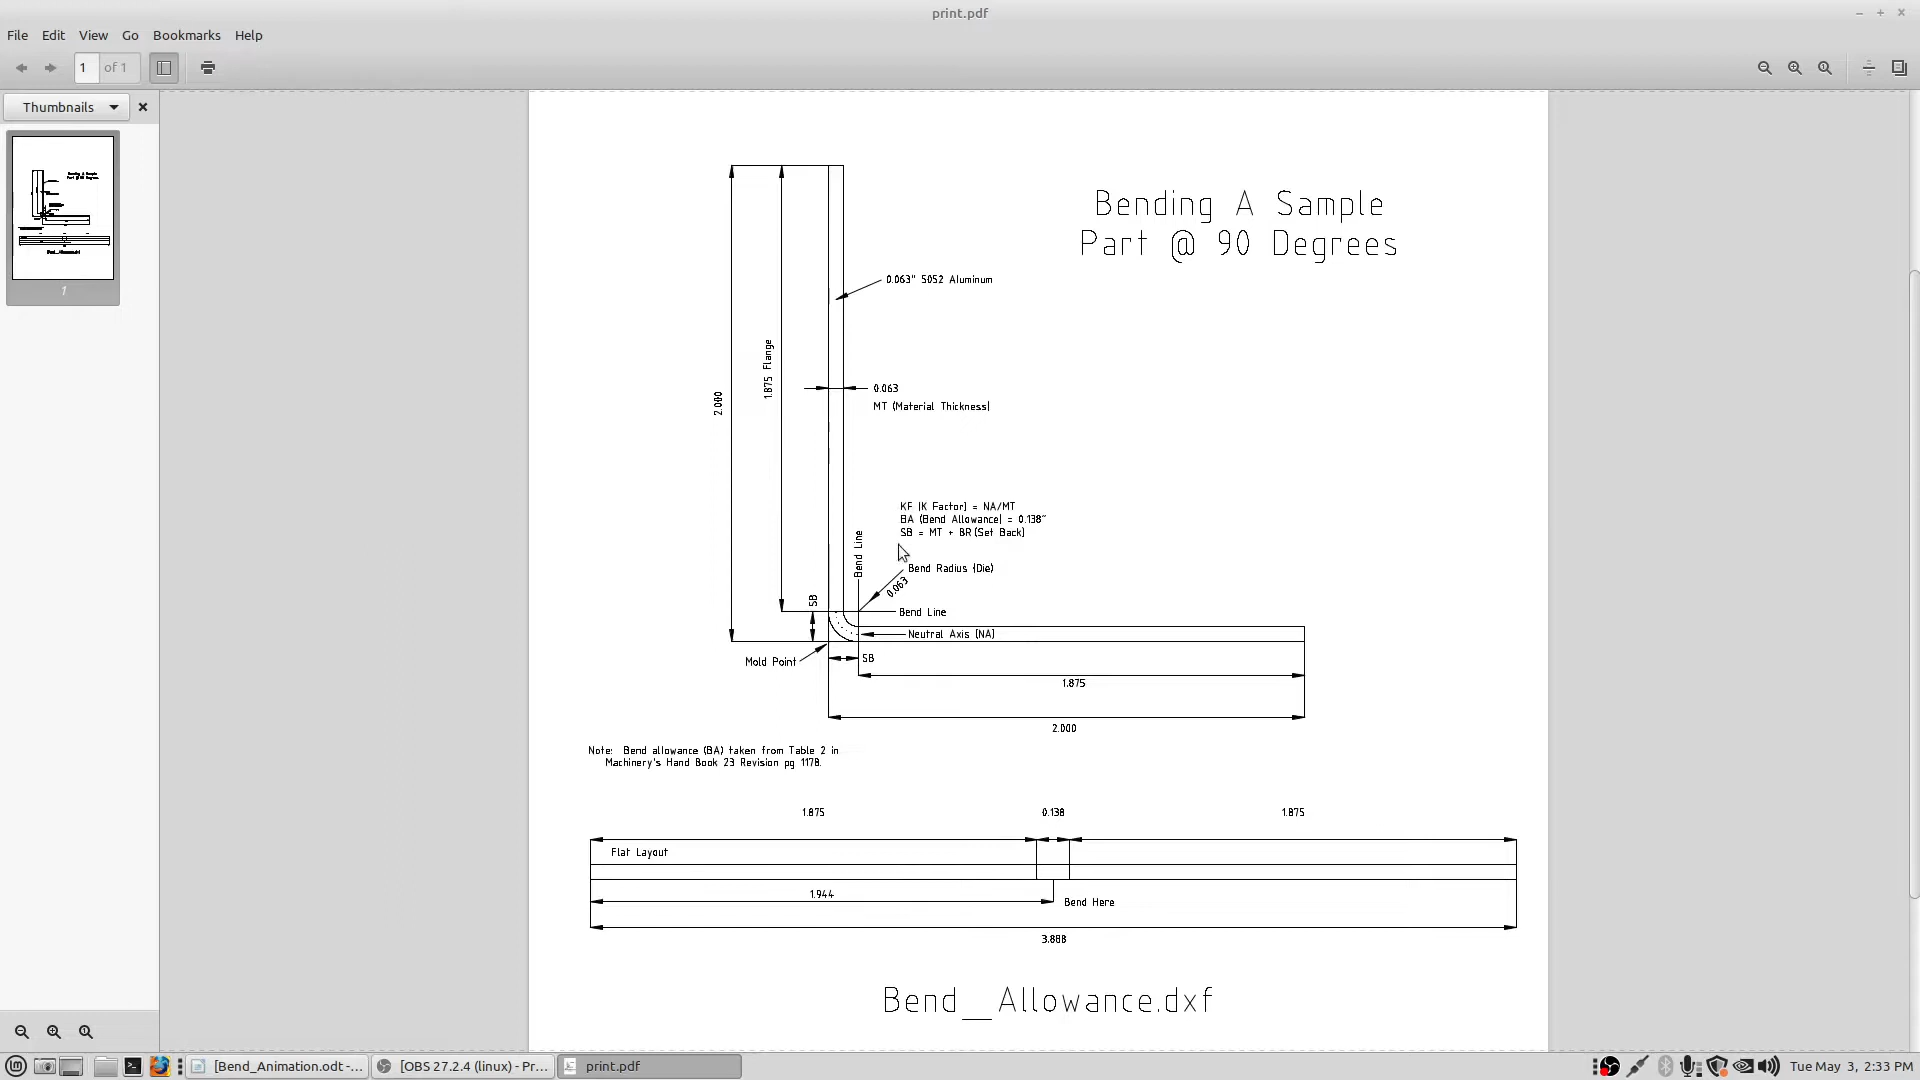 print.pdf
File Edit View Go Bookmarks Help
1 of 1
Thumbnails
1
Bending A Sample
Part @ 90 Degrees
0.063" 5052 Aluminum
2.000
1.875 Flange
0.063
MT (Material Thickness)
KF (K Factor) = NA/MT
BA (Bend Allowance) = 0.138"
SB = MT + BR (Set Back)
Bend Line
Bend Radius (Die)
0.063
SB
Bend Line
Neutral Axis (NA)
Mold Point
SB
1.875
2.000
Note: Bend allowance (BA) taken from Table 2 in
Machinery's Hand Book 23 Revision pg 1178.
1.875 0.138 1.875
Flat Layout
1.944
Bend Here
3.888
Bend__Allowance.dxf
[Bend_Animation.odt -... [OBS 27.2.4 (linux) - Pr... print.pdf Tue May 3, 2:33 PM